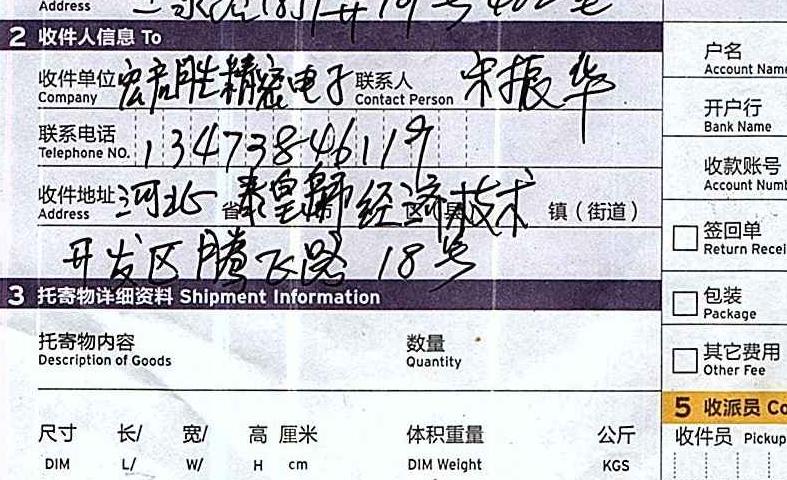 Address
2 收件人信息 To
收件单位 宏启胜精密电子 联系人 宋振华
Company Contact Person
联系电话 13473846119
Telephone NO.
收件地址 河北 省 秦皇岛 市 经济技术 区 县 镇（街道）
Address
开发区腾飞路 18号
3 托寄物详细资料 Shipment Information
托寄物内容 数量
Description of Goods Quantity
尺寸 长/ 宽/ 高 厘米 体积重量 公斤
DIM L/ W/ H cm DIM Weight KGS
户名
Account Name
开户行
Bank Name
收款账号
Account Numb
签回单
Return Recei
包装
Package
其它费用
Other Fee
5 收派员 Co
收件员 Pickup